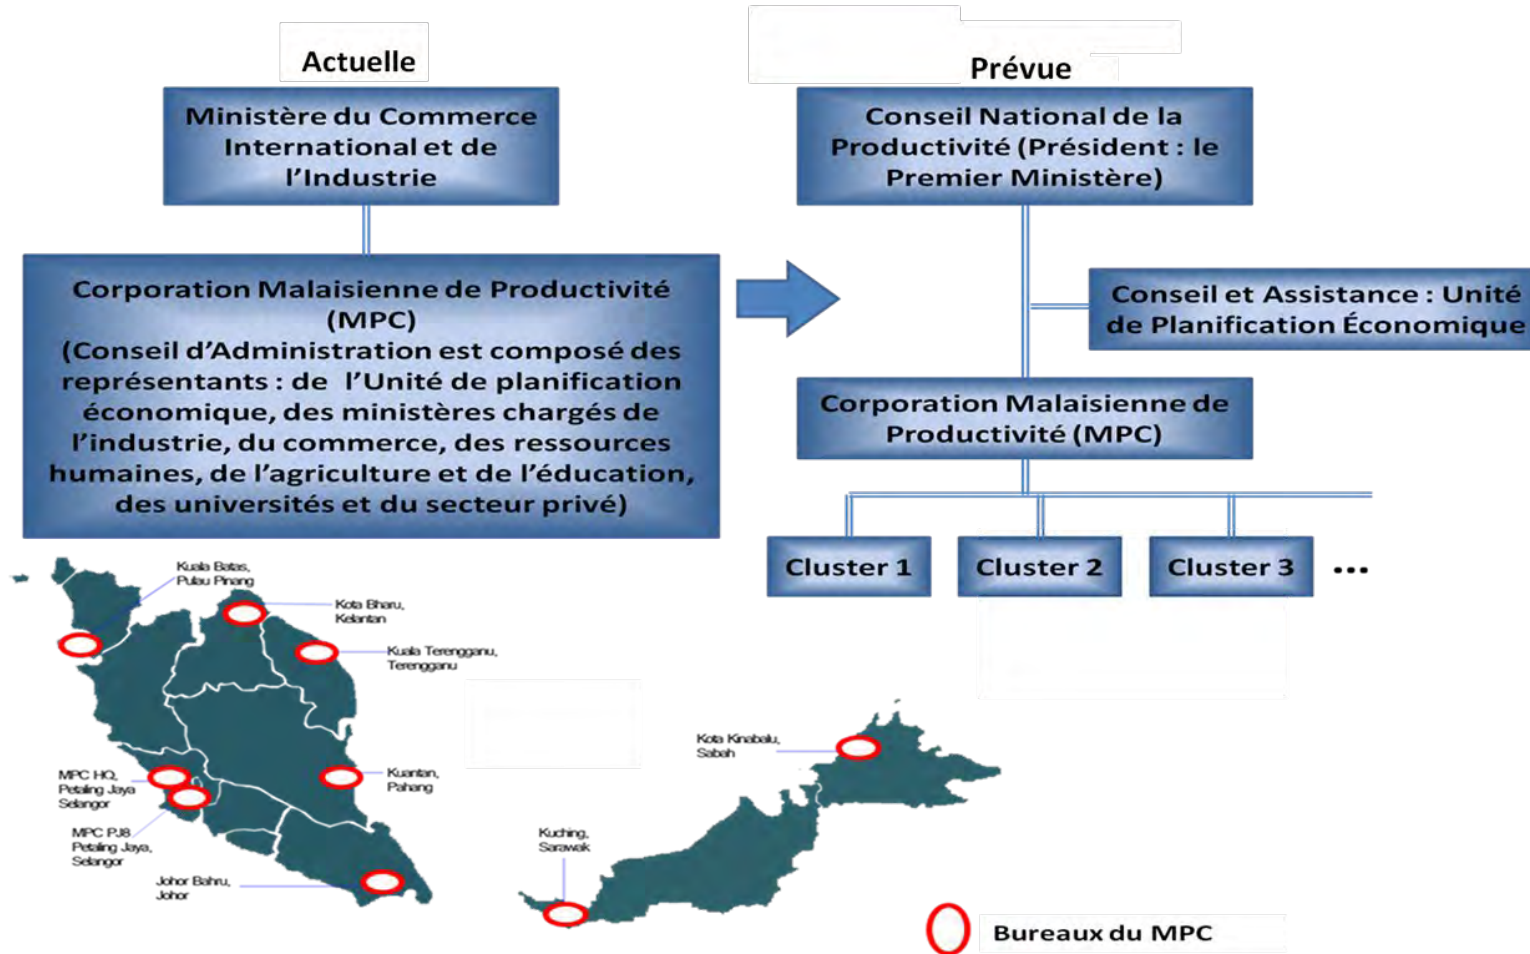 Actuelle
Ministère du Commerce
International et de
l'Industrie
Corporation Malaisienne de Productivité
(MPC)
(Conseil d'Administration est composé des
représentants : de l'Unité de planification
économique, des ministères chargés de
l'industrie, du commerce, des ressources
humaines, de l'agriculture et de l'éducation,
des universités et du secteur privé)
Prévue
Conseil National de la
Productivité (Président : le
Premier Ministère)
Conseil et Assistance : Unité
de Planification Économique
Corporation Malaisienne de
Productivité (MPC)
Cluster 1
Cluster 2
Cluster 3
...
Kuala Batas,
Pulau Pinang
Kota Bharu,
Kelantan
Kuala Terengganu,
Terengganu
MPC HQ,
Petaling Jaya
Selangor
Kuantan,
Pahang
MPC PJ8
Petaling Jaya,
Selangor
Johor Bahru,
Johor
Kota Kinabalu,
Sabah
Kuching,
Sarawak
Bureaux du MPC